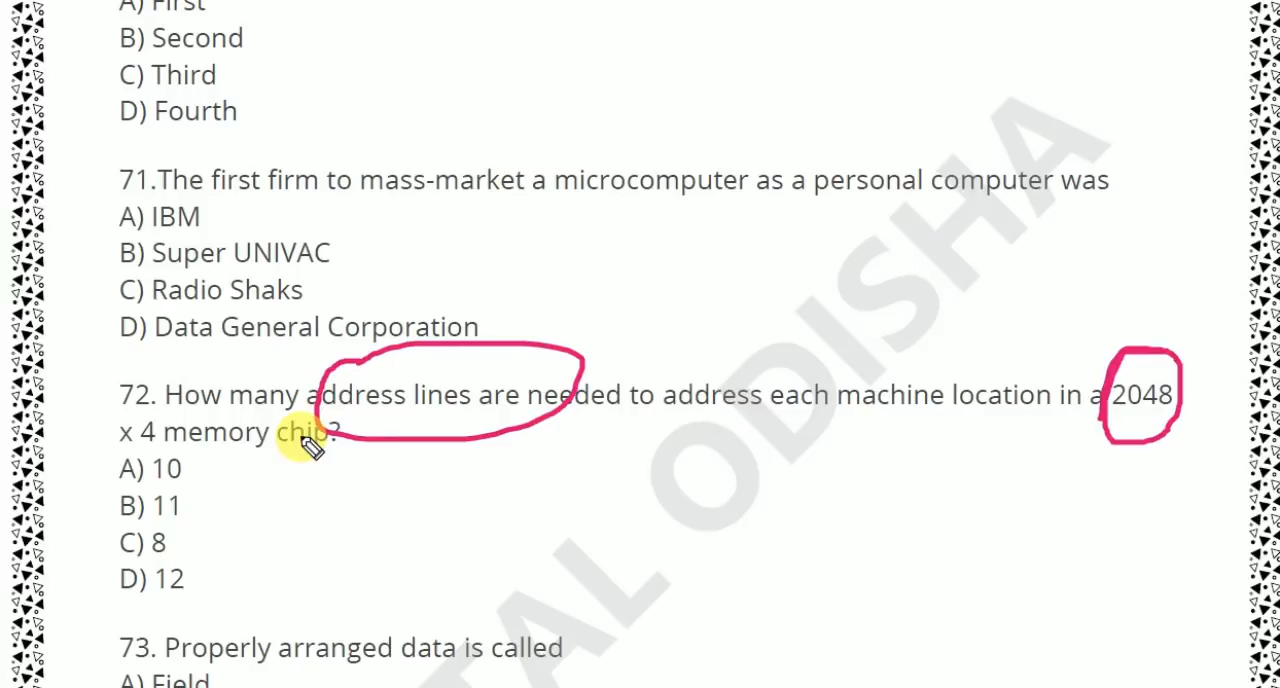 A) First
B) Second
C) Third
D) Fourth
71.The first firm to mass-market a microcomputer as a personal computer was
A) IBM
B) Super UNIVAC
C) Radio Shaks
D) Data General Corporation
72. How many address lines are needed to address each machine location in a 2048
x 4 memory chip?
A) 10
B) 11
C) 8
D) 12
73. Properly arranged data is called
A) Field
TAL ODISHA